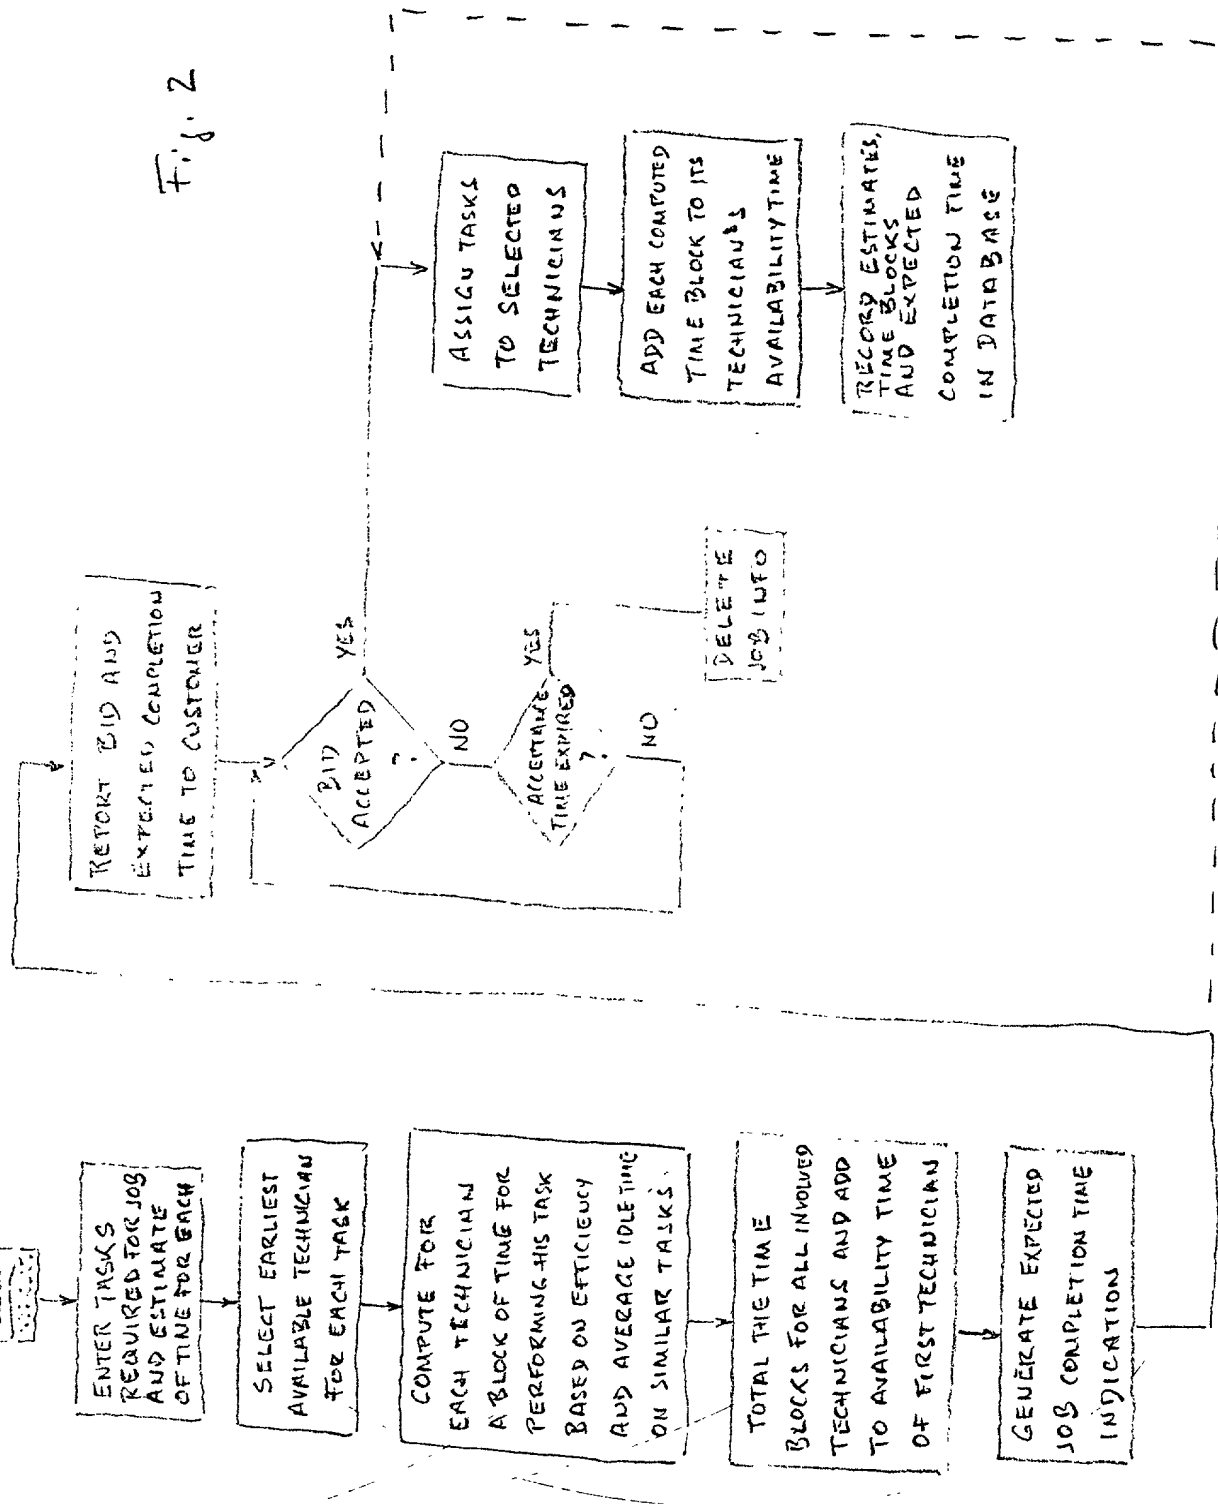 Fig. 2
ENTER TASKS
REQUIRED FOR JOB
AND ESTIMATE
OF TIME FOR EACH
SELECT EARLIEST
AVAILABLE TECHNICIAN
FOR EACH TASK
COMPUTE FOR
EACH TECHNICIAN
A BLOCK OF TIME FOR
PERFORMING HIS TASK
BASED ON EFFICIENCY
AND AVERAGE IDLE TIME
ON SIMILAR TASKS.
TOTAL THE TIME
BLOCKS FOR ALL INVOLVED
TECHNICIANS AND ADD
TO AVAILABILITY TIME
OF FIRST TECHNICIAN
GENERATE EXPECTED
JOB COMPLETION TIME
INDICATION
REPORT BID AND
EXPECTED COMPLETION
TIME TO CUSTOMER
BID
ACCEPTED
?
YES
NO
ACCEPTANCE
TIME EXPIRED
?
YES
NO
DELETE
JOB INFO
ASSIGN TASKS
TO SELECTED
TECHNICIANS
ADD EACH COMPUTED
TIME BLOCK TO ITS
TECHNICIAN'S
AVAILABILITY TIME
RECORD ESTIMATES,
TIME BLOCKS
AND EXPECTED
COMPLETION TIME
IN DATABASE